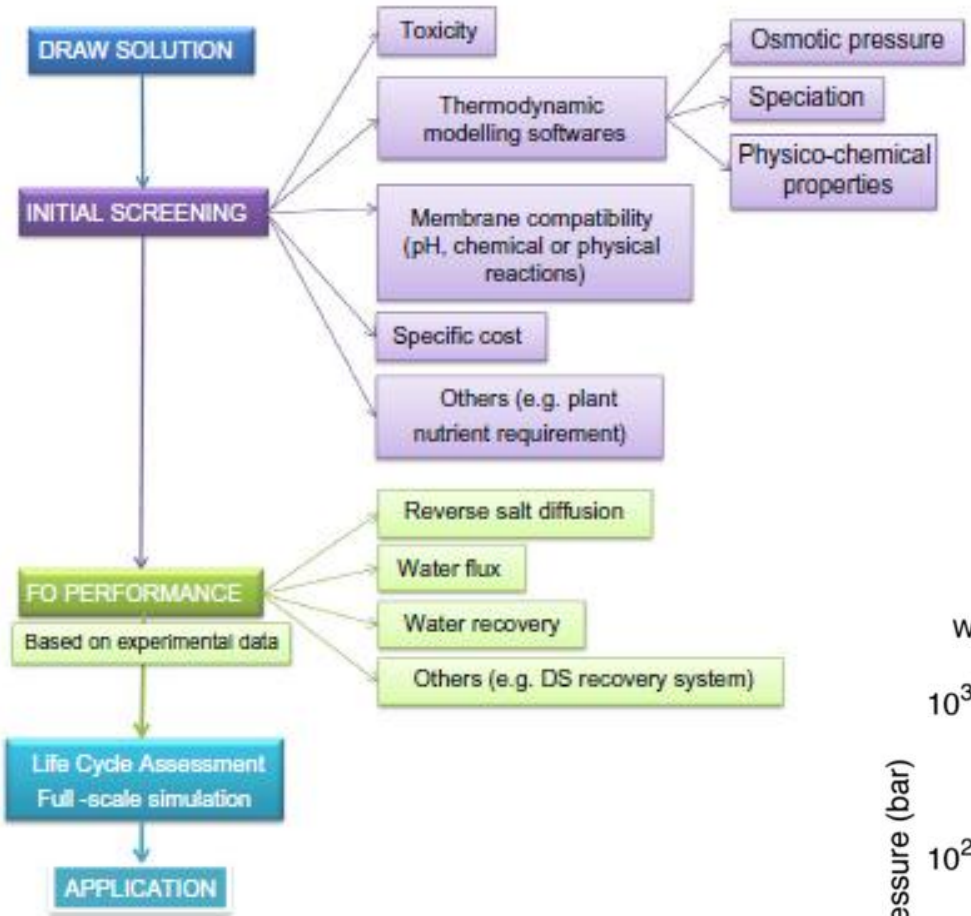 DRAW SOLUTION
INITIAL SCREENING
Toxicity
Thermodynamic
modelling softwares
Osmotic pressure
Speciation
Physico-chemical
properties
Membrane compatibility
(pH, chemical or physical
reactions)
Specific cost
Others (e.g. plant
nutrient requirement)
FO PERFORMANCE
Based on experimental data
Reverse salt diffusion
Water flux
Water recovery
Others (e.g. DS recovery system)
Life Cycle Assessment
Full -scale simulation
APPLICATION
10³
10²
(bar)